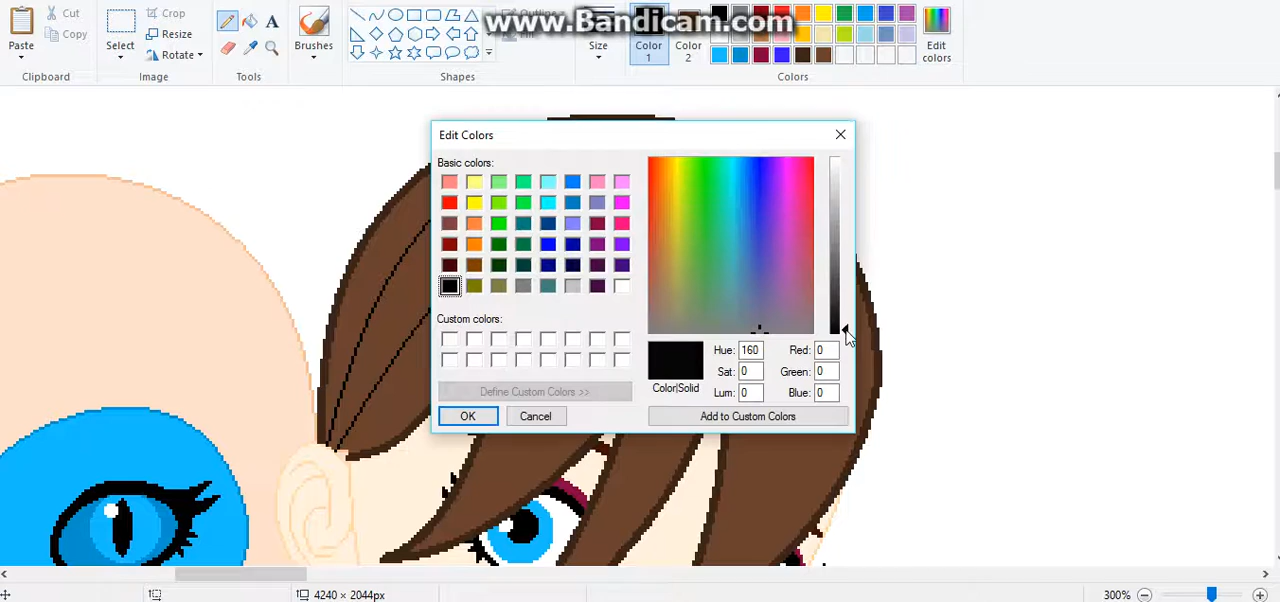 Paste
Cut
Copy
Clipboard
Select
Crop
Resize
Rotate
Image
A
Tools
Brushes
Shapes
www.Bandicam.com
Size
Color
1
Color
2
Edit
colors
Colors
Edit Colors
Basic colors:
Custom colors:
Define Custom Colors >>
OK
Cancel
Color|Solid
Hue: 160
Sat: 0
Lum: 0
Red: 0
Green: 0
Blue: 0
Add to Custom Colors
4240 × 2044px
300%